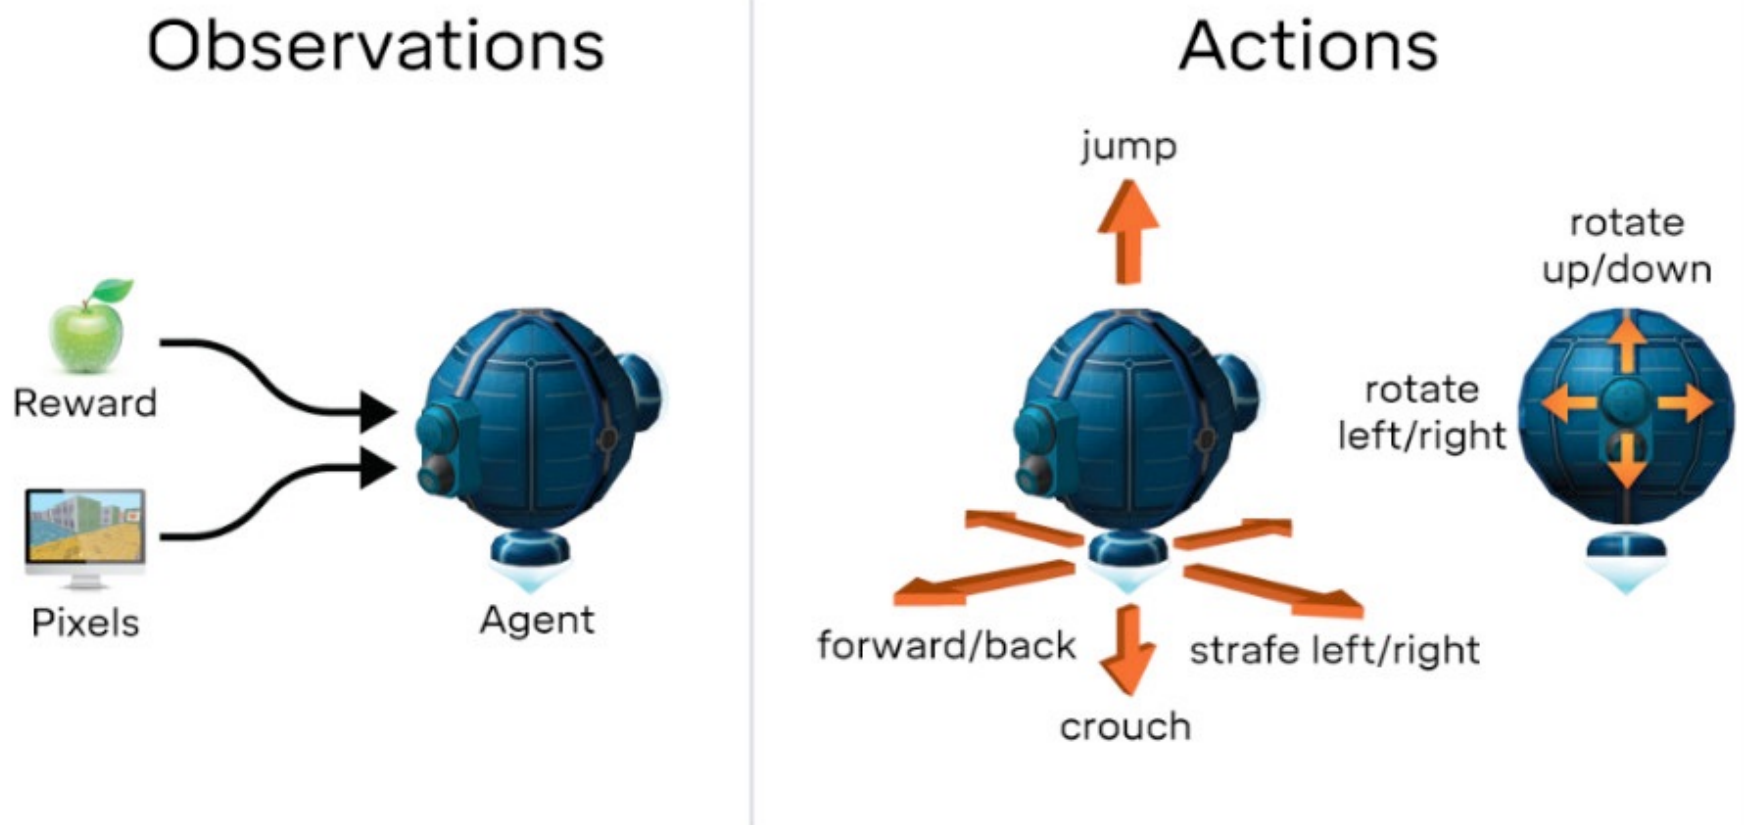 Observations
Reward
Pixels
Agent
Actions
jump
rotate
up/down
rotate
left/right
forward/back
strafe left/right
crouch